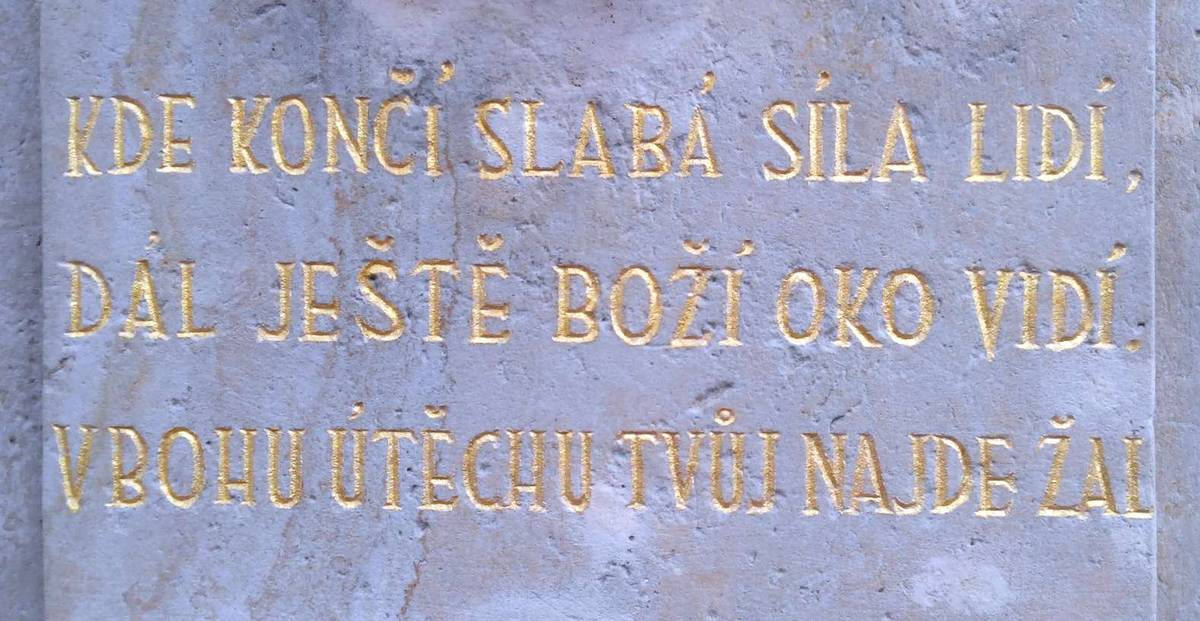 KDE KONČÍ SLABÁ SÍLA LIDÍ,
DÁL JEŠTĚ BOŽÍ OKO VIDÍ.
V BOHU ÚTĚCHU TVŮJ NAJDE ŽAL